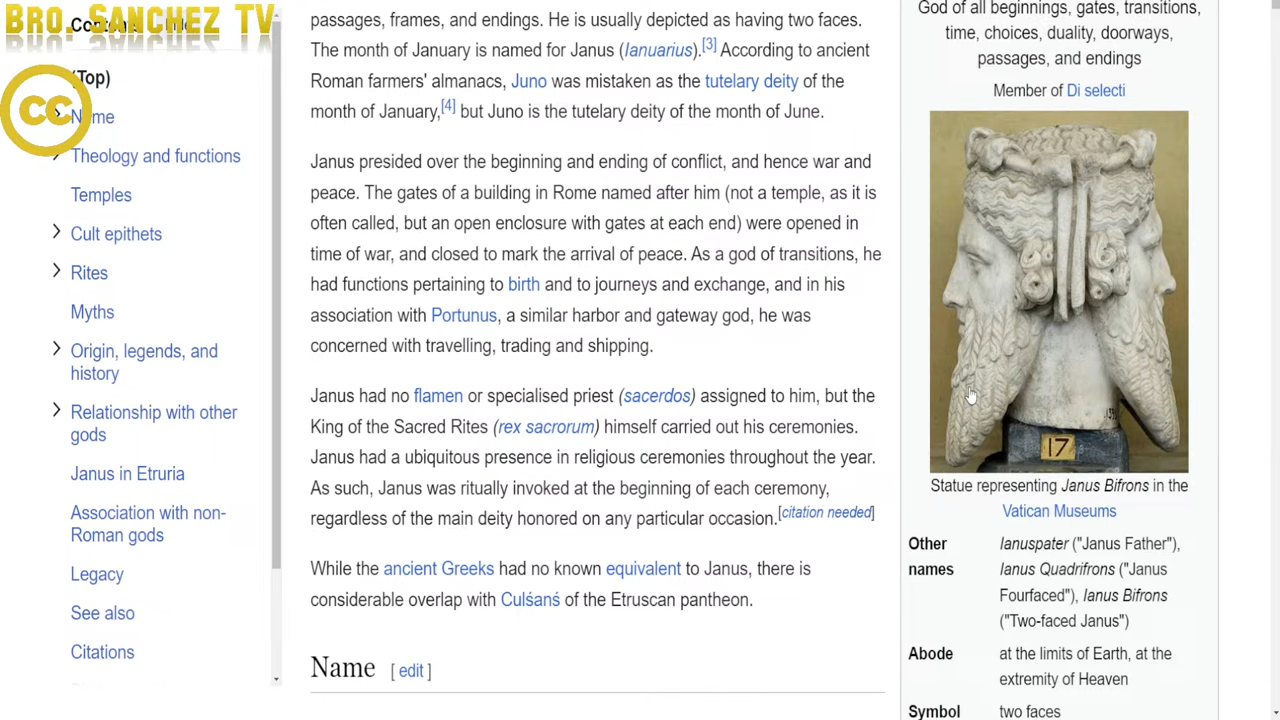 BRO. SANCHEZ TV
CC
(Top)
Name
Theology and functions
Temples
Cult epithets
Rites
Myths
Origin, legends, and
history
Relationship with other
gods
Janus in Etruria
Association with non-
Roman gods
Legacy
See also
Citations
passages, frames, and endings. He is usually depicted as having two faces.
The month of January is named for Janus (Ianuarius).[3] According to ancient
Roman farmers' almanacs, Juno was mistaken as the tutelary deity of the
month of January,[4] but Juno is the tutelary deity of the month of June.
Janus presided over the beginning and ending of conflict, and hence war and
peace. The gates of a building in Rome named after him (not a temple, as it is
often called, but an open enclosure with gates at each end) were opened in
time of war, and closed to mark the arrival of peace. As a god of transitions, he
had functions pertaining to birth and to journeys and exchange, and in his
association with Portunus, a similar harbor and gateway god, he was
concerned with travelling, trading and shipping.
Janus had no flamen or specialised priest (sacerdos) assigned to him, but the
King of the Sacred Rites (rex sacrorum) himself carried out his ceremonies.
Janus had a ubiquitous presence in religious ceremonies throughout the year.
As such, Janus was ritually invoked at the beginning of each ceremony,
regardless of the main deity honored on any particular occasion.[citation needed]
While the ancient Greeks had no known equivalent to Janus, there is
considerable overlap with Culśanś of the Etruscan pantheon.
Name [ edit ]
God of all beginnings, gates, transitions,
time, choices, duality, doorways,
passages, and endings
Member of Di selecti
17
Statue representing Janus Bifrons in the
Vatican Museums
Other names Ianuspater ("Janus Father"),
Ianus Quadrifrons ("Janus
Fourfaced"), Ianus Bifrons
("Two-faced Janus")
Abode at the limits of Earth, at the
extremity of Heaven
Symbol two faces